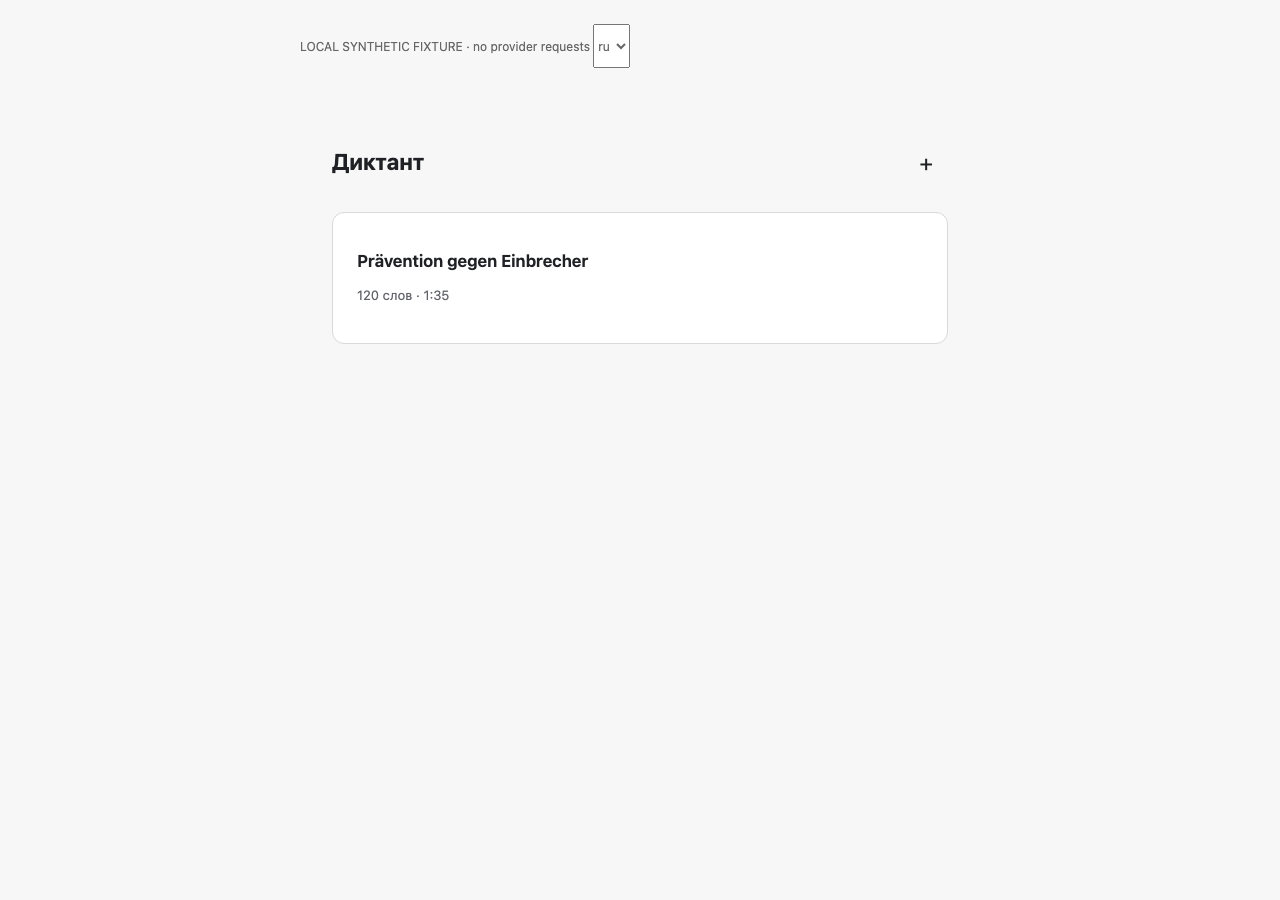 LOCAL SYNTHETIC FIXTURE · no provider requests ru
Диктант +
Prävention gegen Einbrecher
120 слов · 1:35